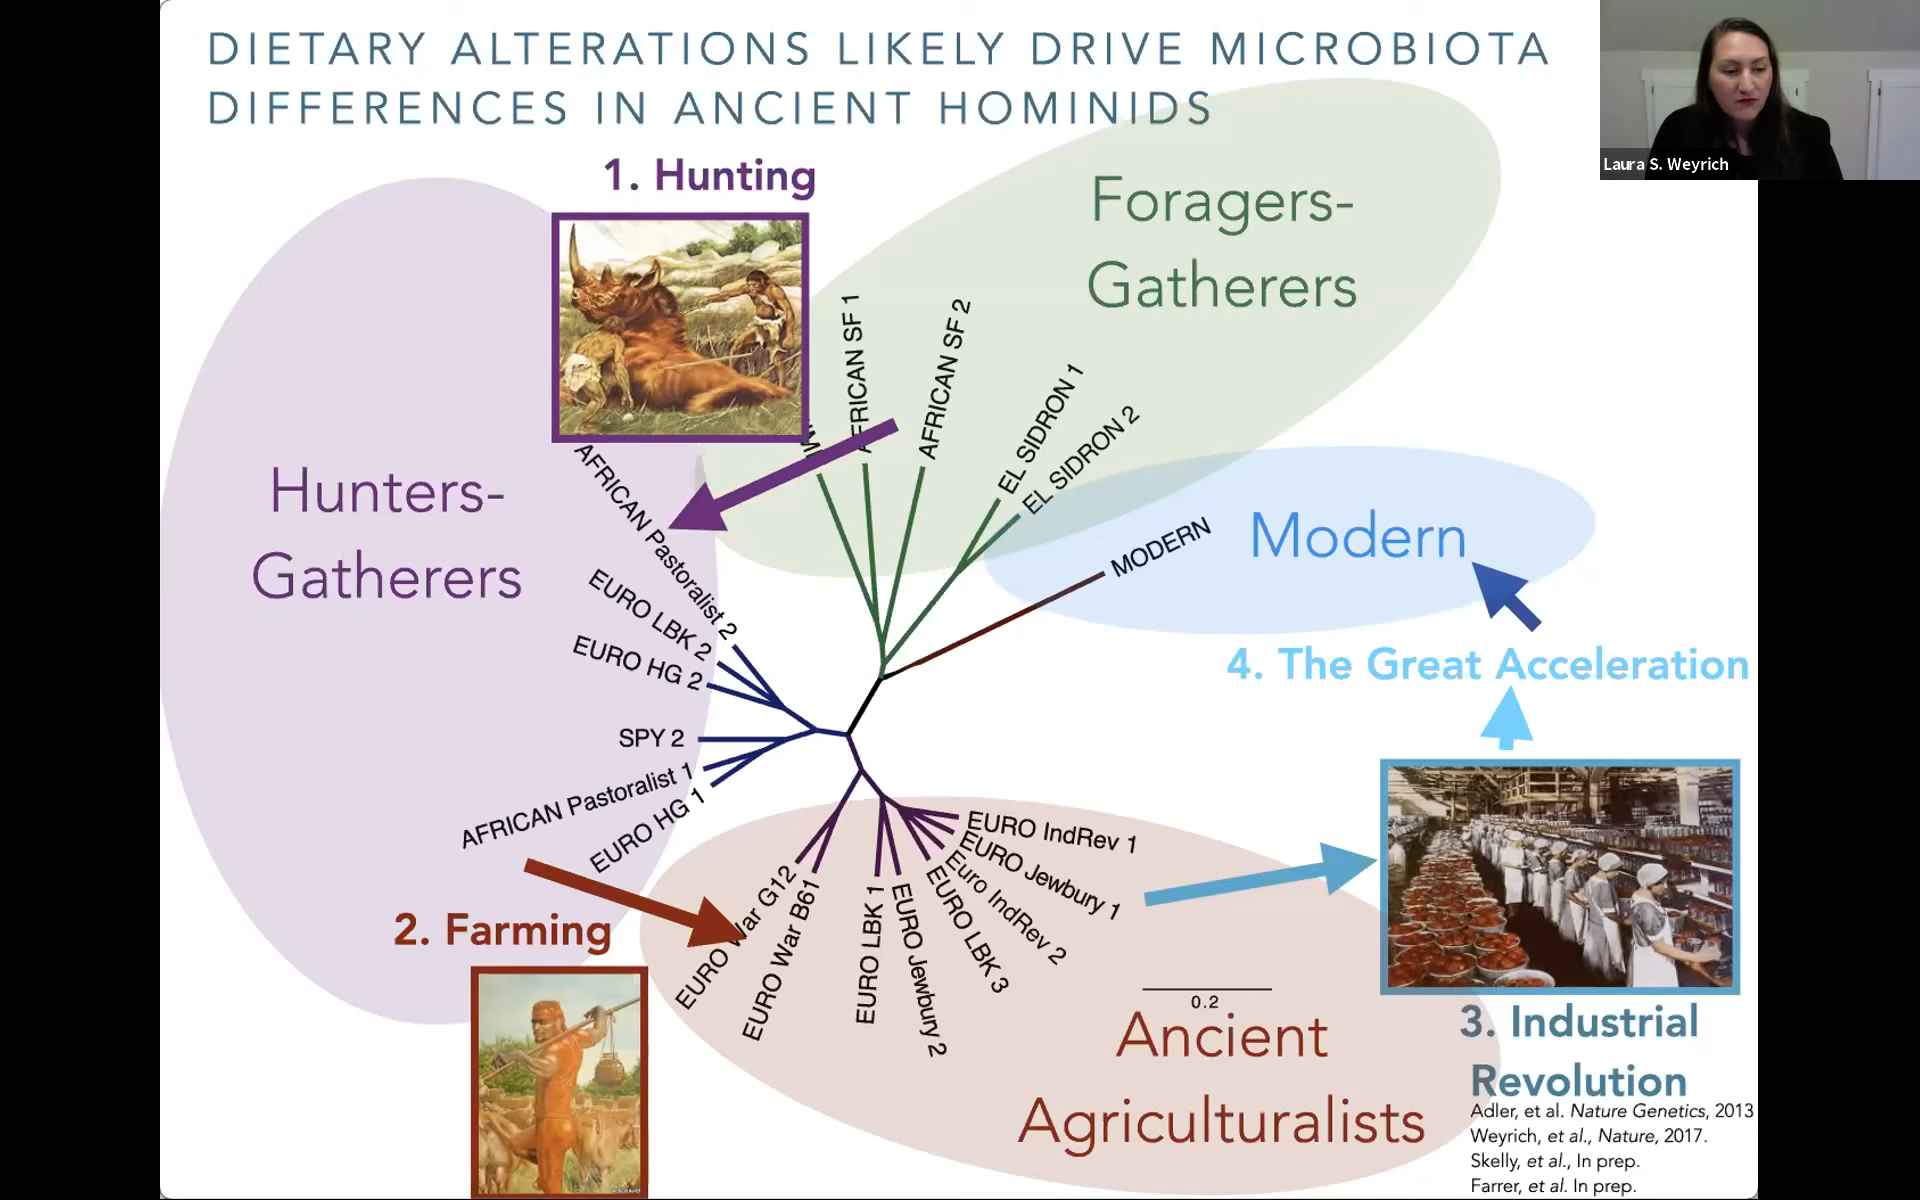 DIETARY ALTERATIONS LIKELY DRIVE MICROBIOTA
DIFFERENCES IN ANCIENT HOMINIDS
Laura S. Weyrich
1. Hunting
Foragers-
Gatherers
AFRICAN SF 1
AFRICAN SF 2
EL SIDRON 1
EL SIDRON 2
MODERN
Modern
Hunters-
Gatherers
AFRICAN Pastoralist 2
EURO LBK 2
EURO HG 2
SPY 2
AFRICAN Pastoralist 1
EURO HG 1
4. The Great Acceleration
2. Farming
EURO War G12
EURO War B61
EURO LBK 1
EURO Jewbury 2
EURO LBK 3
Euro IndRev 2
EURO Jewbury 1
EURO IndRev 1
0.2
Ancient
Agriculturalists
3. Industrial
Revolution
Adler, et al. Nature Genetics, 2013
Weyrich, et al., Nature, 2017.
Skelly, et al., In prep.
Farrer, et al. In prep.